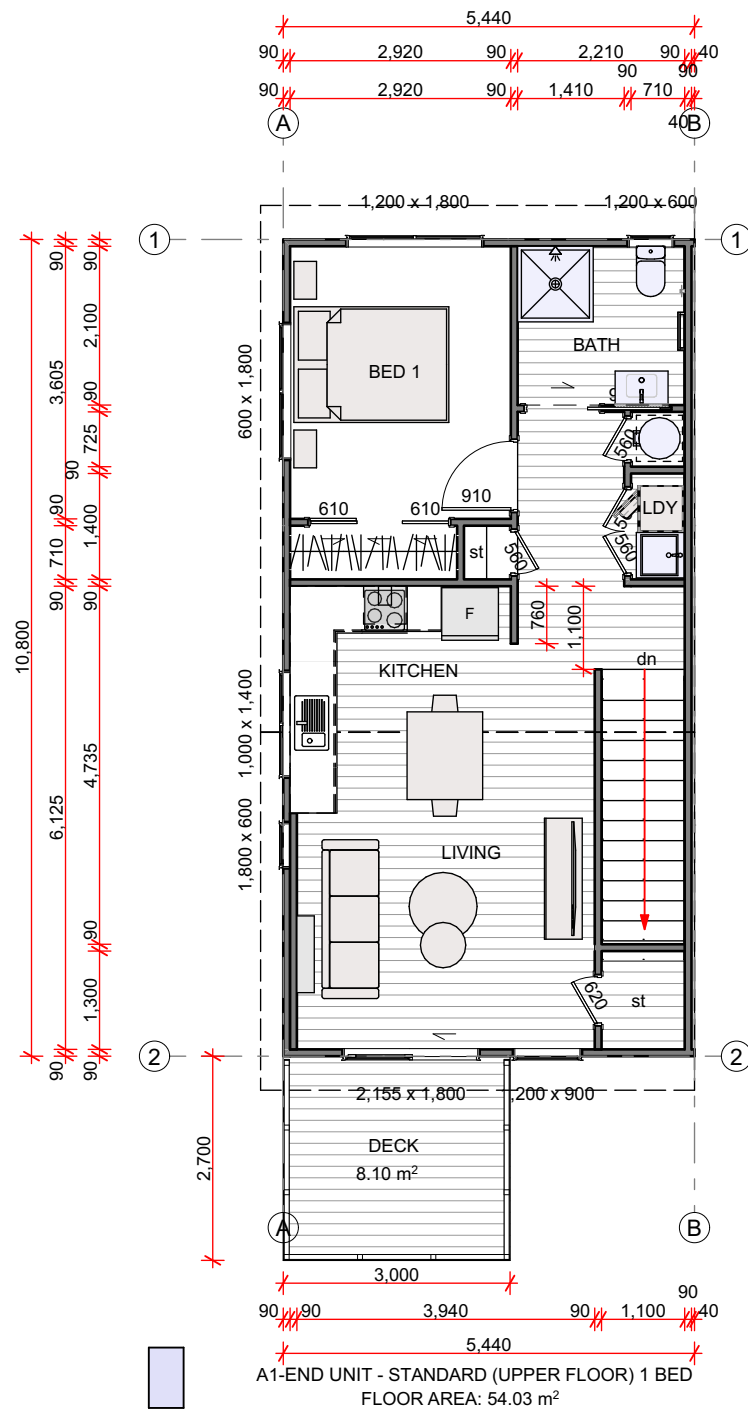 5,440
90 2,920 90 2,210 90 40
90 90
90 2,920 90 1,410 710
40
A B
1,200 x 1,800 1,200 x 600
1 1
90 90
2,100
3,605
600 x 1,800
BED 1
BATH
90
725
560
90
90
1,400
610 610 910
LDY
710
st
560
560
90 90
F
760
1,100
10,800
dn
KITCHEN
1,000 x 1,400
4,735
6,125
1,800 x 600
LIVING
90
1,300
620
st
90 90
2 2
2,155 x 1,800 ,200 x 900
DECK
8.10 m²
2,700
A B
3,000
90
90 90 3,940 90 1,100 40
5,440
A1-END UNIT - STANDARD (UPPER FLOOR) 1 BED
FLOOR AREA: 54.03 m²